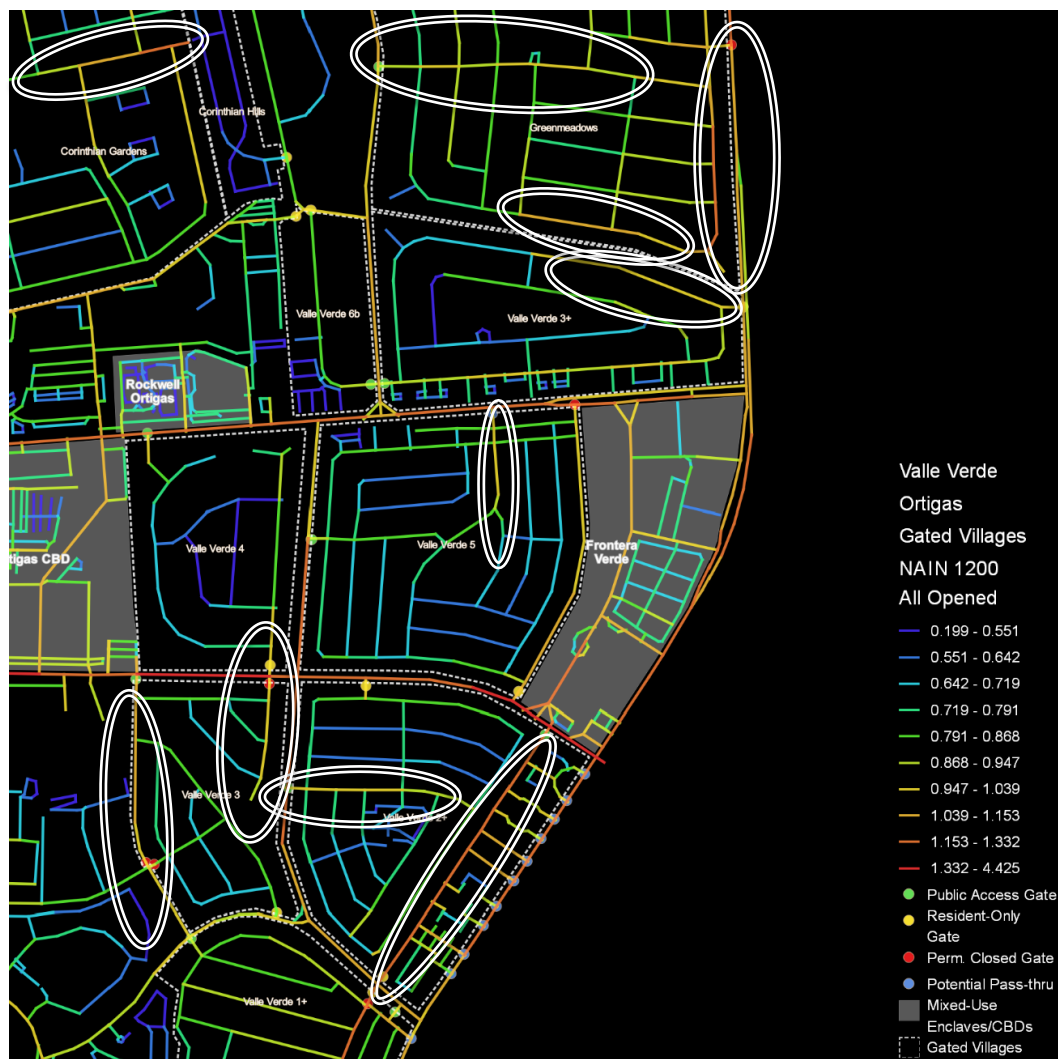 Corinthian Hills
Corinthian Gardens
Greenmeadows
Valle Verde 6b
Valle Verde 3+
Rockwell
Ortigas
Valle Verde 4
Valle Verde 5
Frontera
Verde
tigas CBD
Valle Verde 3
Valle Verde 2+
Valle Verde 1+
Valle Verde
Ortigas
Gated Villages
NAIN 1200
All Opened
0.199 - 0.551
0.551 - 0.642
0.642 - 0.719
0.719 - 0.791
0.791 - 0.868
0.868 - 0.947
0.947 - 1.039
1.039 - 1.153
1.153 - 1.332
1.332 - 4.425
Public Access Gate
Resident-Only
Gate
Perm. Closed Gate
Potential Pass-thru
Mixed-Use
Enclaves/CBDs
Gated Villages